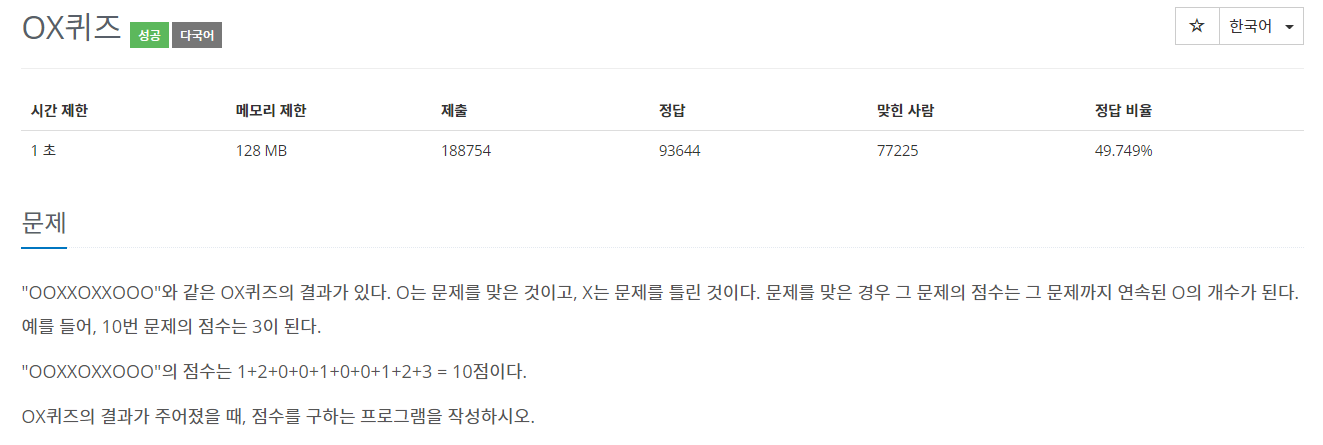 OX퀴즈 성공 다국어
☆ 한국어
시간 제한 메모리 제한 제출 정답 맞힌 사람 정답 비율
1 초 128 MB 188754 93644 77225 49.749%
문제
"OOXXOXXOOO"와 같은 OX퀴즈의 결과가 있다. O는 문제를 맞은 것이고, X는 문제를 틀린 것이다. 문제를 맞은 경우 그 문제의 점수는 그 문제까지 연속된 O의 개수가 된다.
예를 들어, 10번 문제의 점수는 3이 된다.
"OOXXOXXOOO"의 점수는 1+2+0+0+1+0+0+1+2+3 = 10점이다.
OX퀴즈의 결과가 주어졌을 때, 점수를 구하는 프로그램을 작성하시오.